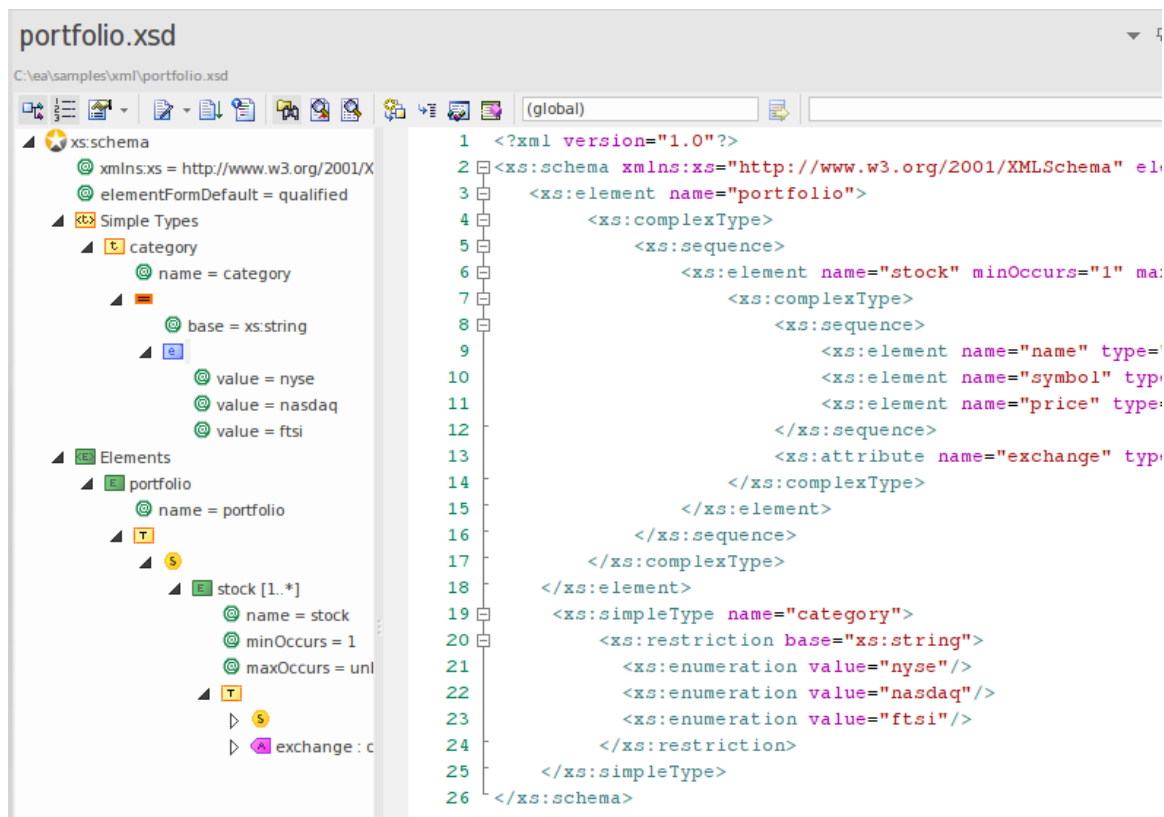 portfolio.xsd
C:\ea\samples\xml\portfolio.xsd
(global)
xs:schema
xmlns:xs = http://www.w3.org/2001/X
elementFormDefault = qualified
<t> Simple Types
t category
name = category
base = xs:string
e
value = nyse
value = nasdaq
value = ftsi
<E> Elements
E portfolio
name = portfolio
T
S
E stock [1..*]
name = stock
minOccurs = 1
maxOccurs = unl
T
S
A exchange : c
1 <?xml version="1.0"?>
2 <xs:schema xmlns:xs="http://www.w3.org/2001/XMLSchema" ele
3 <xs:element name="portfolio">
4 <xs:complexType>
5 <xs:sequence>
6 <xs:element name="stock" minOccurs="1" max
7 <xs:complexType>
8 <xs:sequence>
9 <xs:element name="name" type="
10 <xs:element name="symbol" type
11 <xs:element name="price" type=
12 </xs:sequence>
13 <xs:attribute name="exchange" type
14 </xs:complexType>
15 </xs:element>
16 </xs:sequence>
17 </xs:complexType>
18 </xs:element>
19 <xs:simpleType name="category">
20 <xs:restriction base="xs:string">
21 <xs:enumeration value="nyse"/>
22 <xs:enumeration value="nasdaq"/>
23 <xs:enumeration value="ftsi"/>
24 </xs:restriction>
25 </xs:simpleType>
26 </xs:schema>